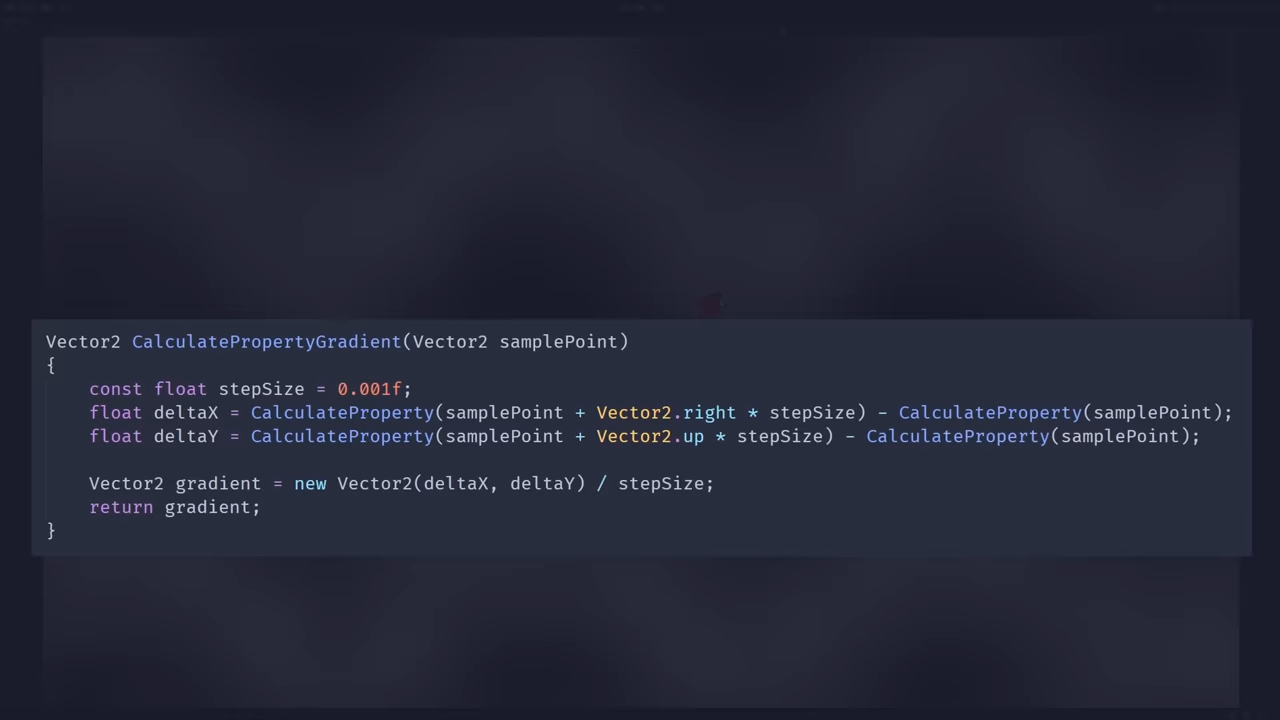 Vector2 CalculatePropertyGradient(Vector2 samplePoint)
{
    const float stepSize = 0.001f;
    float deltaX = CalculateProperty(samplePoint + Vector2.right * stepSize) - CalculateProperty(samplePoint);
    float deltaY = CalculateProperty(samplePoint + Vector2.up * stepSize) - CalculateProperty(samplePoint);

    Vector2 gradient = new Vector2(deltaX, deltaY) / stepSize;
    return gradient;
}